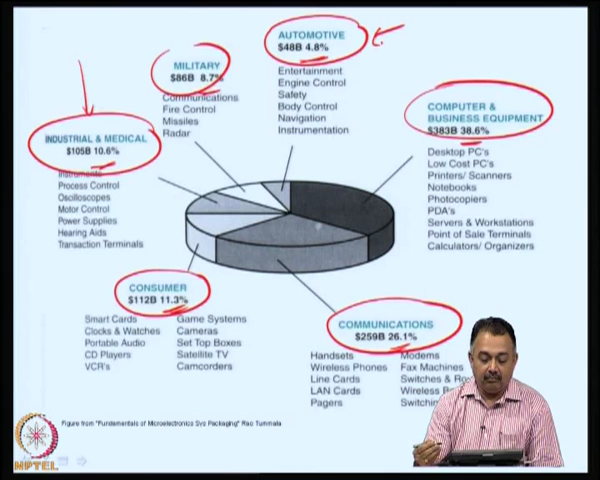 AUTOMOTIVE
$48B 4.8%
Entertainment
Engine Control
Safety
Body Control
Navigation
Instrumentation
MILITARY
$86B 8.7%
Communications
Fire Control
Missiles
Radar
COMPUTER &
BUSINESS EQUIPMENT
$383B 38.6%
Desktop PC's
Low Cost PC's
Printers/ Scanners
Notebooks
Photocopiers
PDA's
Servers & Workstations
Point of Sale Terminals
Calculators/ Organizers
INDUSTRIAL & MEDICAL
$105B 10.6%
Instruments
Process Control
Oscilloscopes
Motor Control
Power Supplies
Hearing Aids
Transaction Terminals
CONSUMER
$112B 11.3%
Smart Cards
Clocks & Watches
Portable Audio
CD Players
VCR's
Game Systems
Cameras
Set Top Boxes
Satellite TV
Camcorders
COMMUNICATIONS
$259B 26.1%
Handsets
Wireless Phones
Line Cards
LAN Cards
Pagers
Modems
Fax Machines
Switches &
Wireless
Figure from "Fundamentals of Microelectronics Sys Packaging" Rao Tummala
NPTEL